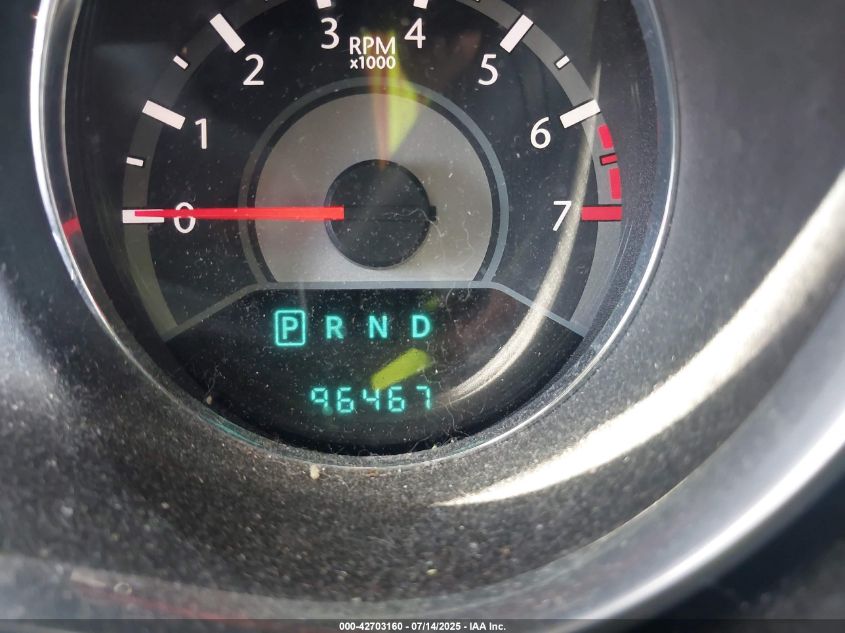 0 1 2 3 4 5 6 7
RPM
x1000
P R N D
96467
000-42703160 - 07/14/2025 - IAA Inc.